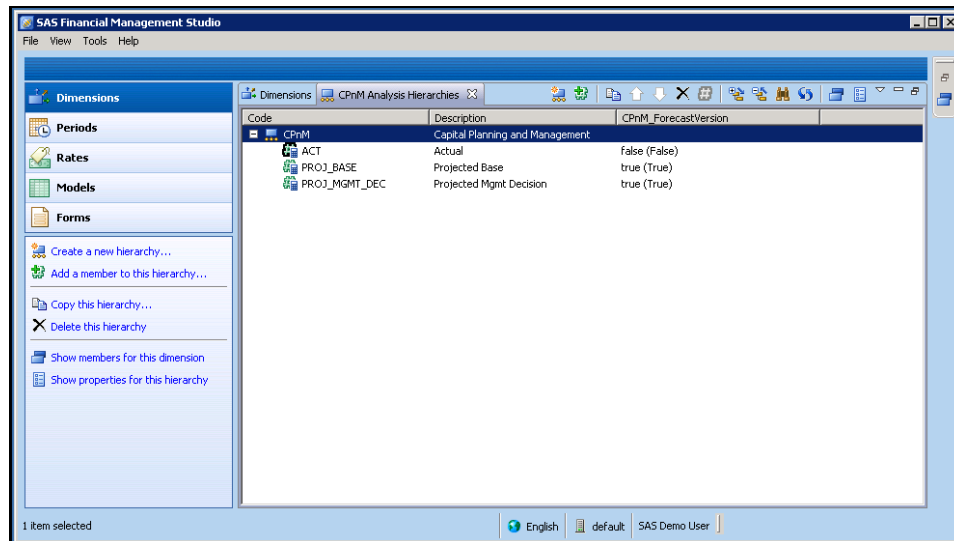 SAS Financial Management Studio
File View Tools Help
Dimensions
Periods
Rates
Models
Forms
Create a new hierarchy...
Add a member to this hierarchy...
Copy this hierarchy...
Delete this hierarchy
Show members for this dimension
Show properties for this hierarchy
Dimensions CPnM Analysis Hierarchies
Code Description CPnM_ForecastVersion
CPnM Capital Planning and Management
ACT Actual false (False)
PROJ_BASE Projected Base true (True)
PROJ_MGMT_DEC Projected Mgmt Decision true (True)
1 item selected English default SAS Demo User